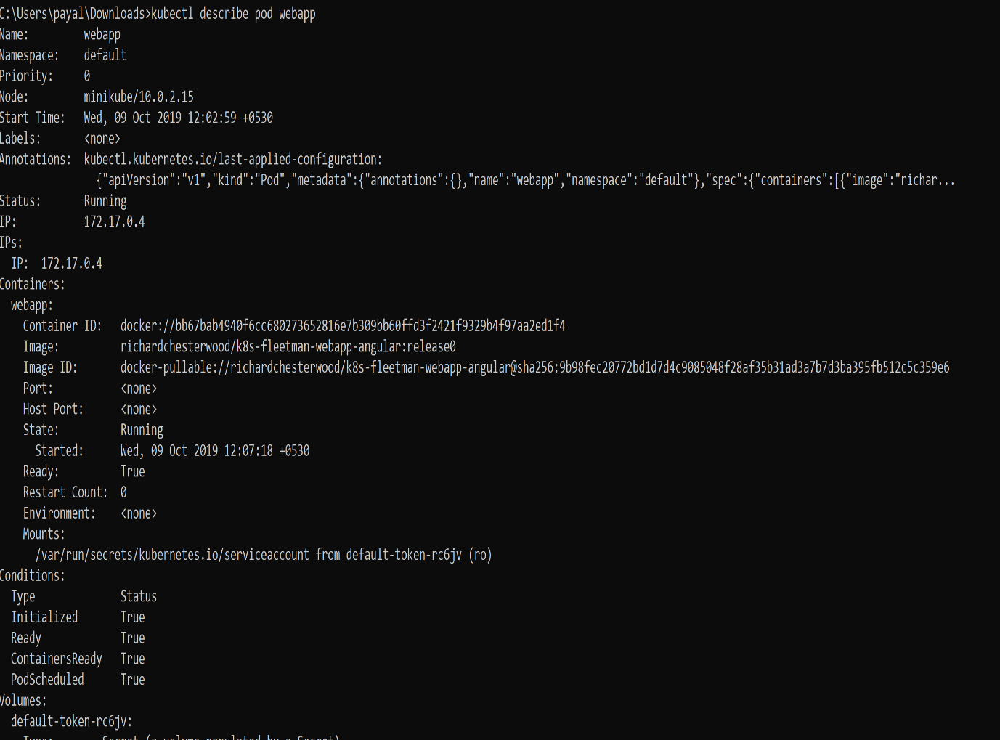 C:\Users\payal\Downloads>kubectl describe pod webapp
Name:         webapp
Namespace:    default
Priority:     0
Node:         minikube/10.0.2.15
Start Time:   Wed, 09 Oct 2019 12:02:59 +0530
Labels:       <none>
Annotations:  kubectl.kubernetes.io/last-applied-configuration:
                {"apiVersion":"v1","kind":"Pod","metadata":{"annotations":{},"name":"webapp","namespace":"default"},"spec":{"containers":[{"image":"richar...
Status:       Running
IP:           172.17.0.4
IPs:
  IP:  172.17.0.4
Containers:
  webapp:
    Container ID:   docker://bb67bab4940f6cc680273652816e7b309bb60ffd3f2421f9329b4f97aa2ed1f4
    Image:          richardchesterwood/k8s-fleetman-webapp-angular:release0
    Image ID:       docker-pullable://richardchesterwood/k8s-fleetman-webapp-angular@sha256:9b98fec20772bd1d7d4c9085048f28af35b31ad3a7b7d3ba395fb512c5c359e6
    Port:           <none>
    Host Port:      <none>
    State:          Running
      Started:      Wed, 09 Oct 2019 12:07:18 +0530
    Ready:          True
    Restart Count:  0
    Environment:    <none>
    Mounts:
      /var/run/secrets/kubernetes.io/serviceaccount from default-token-rc6jv (ro)
Conditions:
  Type              Status
  Initialized       True
  Ready             True
  ContainersReady   True
  PodScheduled      True
Volumes:
  default-token-rc6jv:
    Type:        Secret (a volume populated by a Secret)